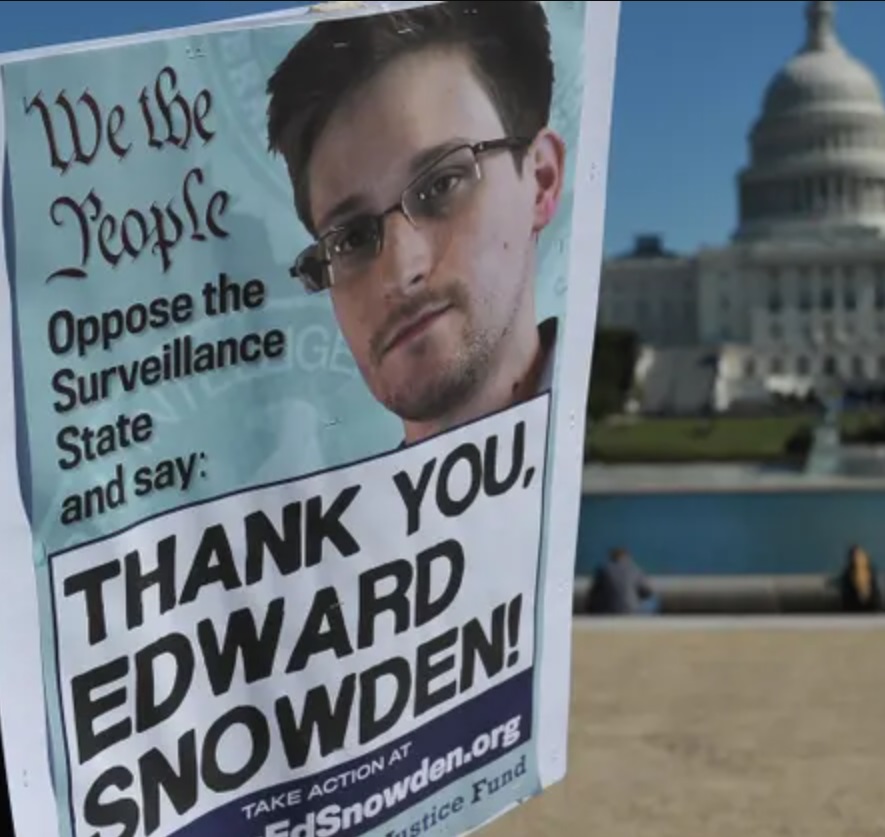 We the
People
Oppose the
Surveillance
State
and say:
THANK YOU,
EDWARD
SNOWDEN!
TAKE ACTION AT
EdSnowden.org
Justice Fund